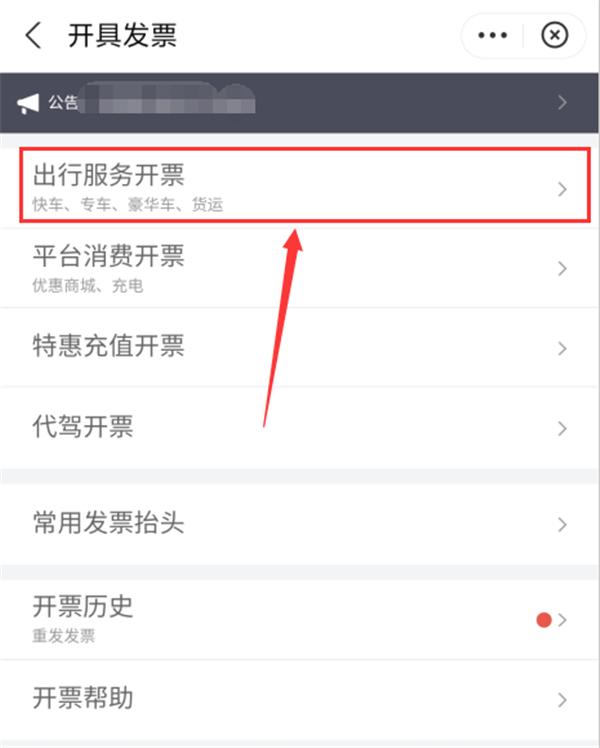 开具发票
公告
出行服务开票
快车、专车、豪华车、货运
平台消费开票
优惠商城、充电
特惠充值开票
代驾开票
常用发票抬头
开票历史
重发发票
开票帮助